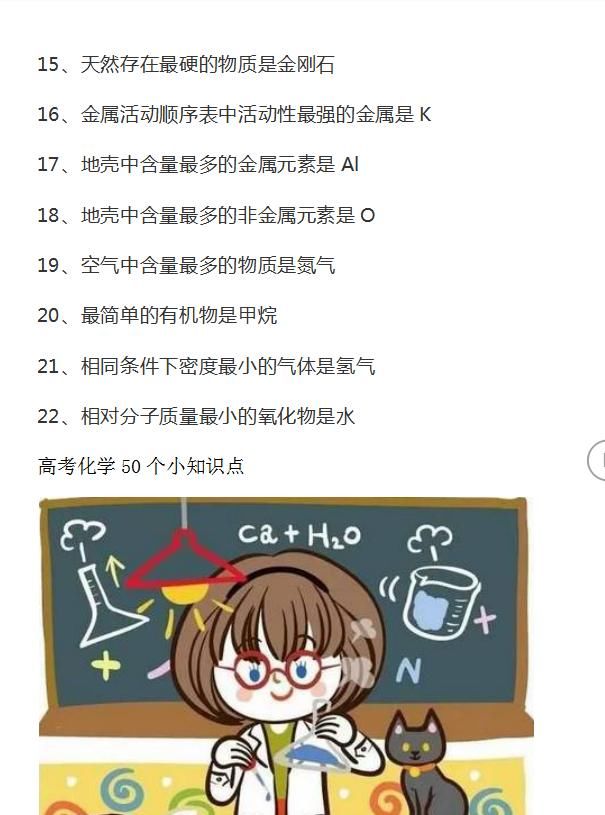 15、天然存在最硬的物质是金刚石
16、金属活动顺序表中活动性最强的金属是 K
17、地壳中含量最多的金属元素是 Al
18、地壳中含量最多的非金属元素是 O
19、空气中含量最多的物质是氮气
20、最简单的有机物是甲烷
21、相同条件下密度最小的气体是氢气
22、相对分子质量最小的氧化物是水
高考化学 50 个小知识点
Ca+H₂O
N